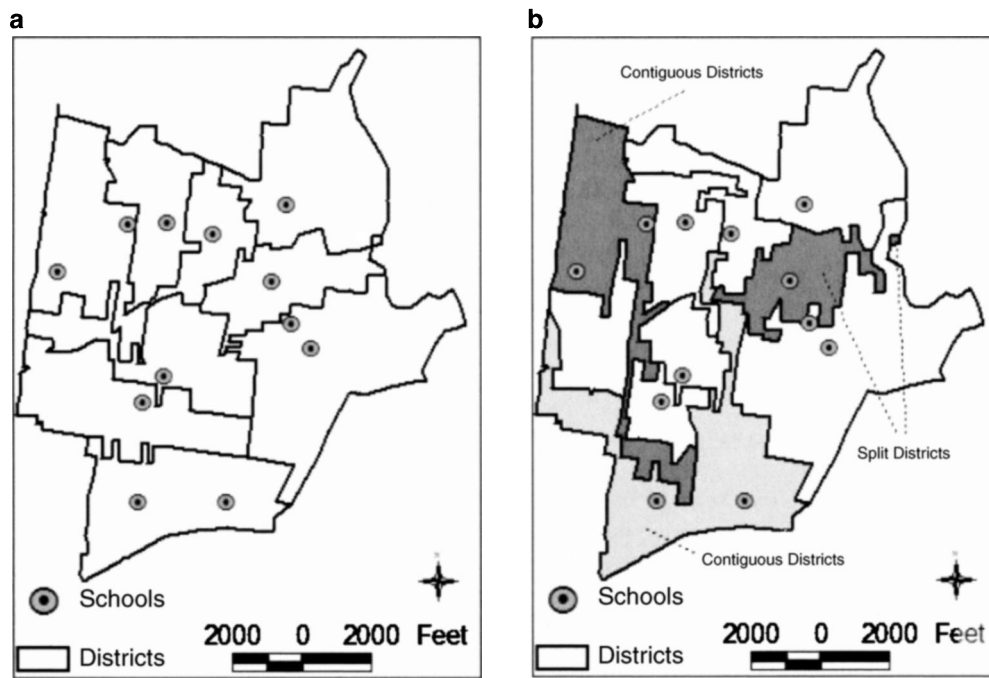 a
Schools
2000 0 2000 Feet
Districts
b
Contiguous Districts
Split Districts
Contiguous Districts
Schools
2000 0 2000 Feet
Districts